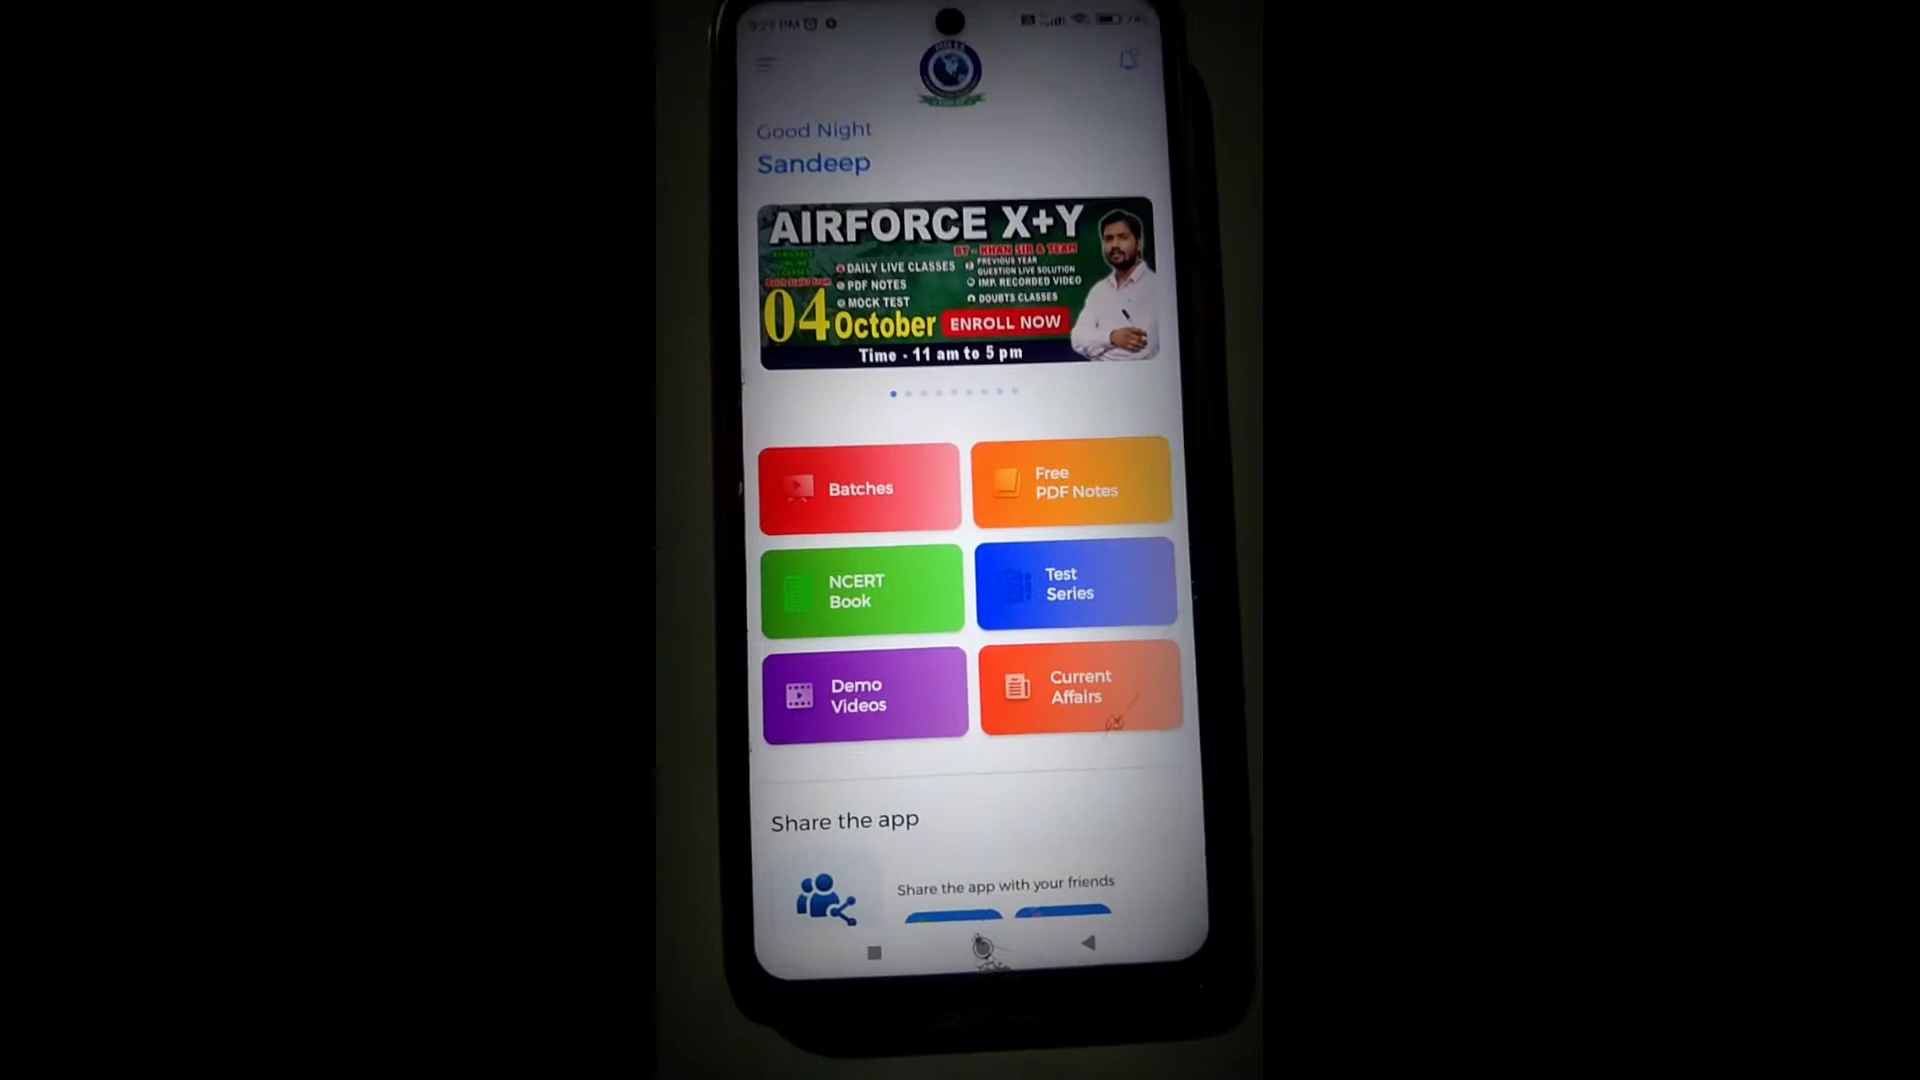 9:29 PM
Good Night
Sandeep
AIRFORCE X+Y
BY - KHAN SIR & TEAM
DAILY LIVE CLASSES
PREVIOUS YEAR
QUESTION LIVE SOLUTION
PDF NOTES
IMP. RECORDED VIDEO
MOCK TEST
DOUBTS CLASSES
04 October
ENROLL NOW
Time - 11 am to 5 pm
Batches
Free
PDF Notes
NCERT
Book
Test
Series
Demo
Videos
Current
Affairs
Share the app
Share the app with your friends